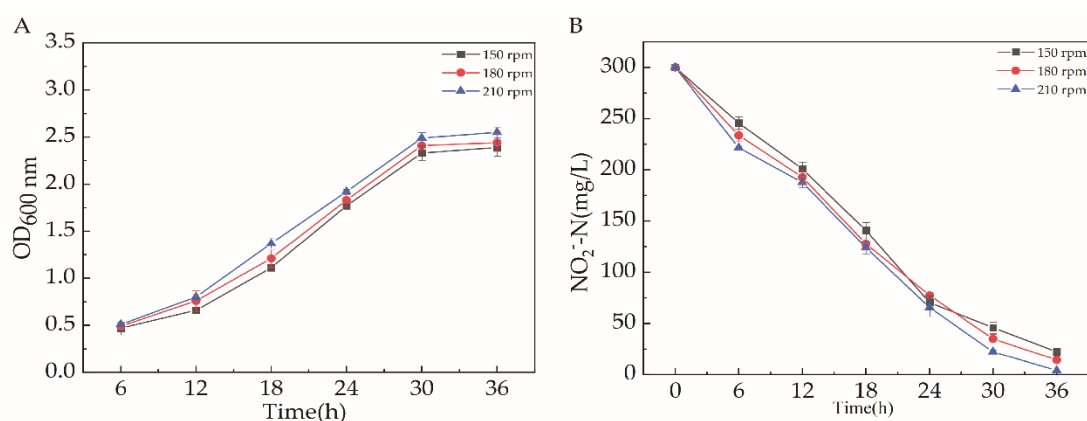 A
3.5
3.0
2.5
2.0
1.5
1.0
0.5
0.0
OD600 nm
6 12 18 24 30 36
Time(h)
150 rpm
180 rpm
210 rpm
B
300
250
200
150
100
50
0
NO2--N(mg/L)
0 6 12 18 24 30 36
Time(h)
150 rpm
180 rpm
210 rpm